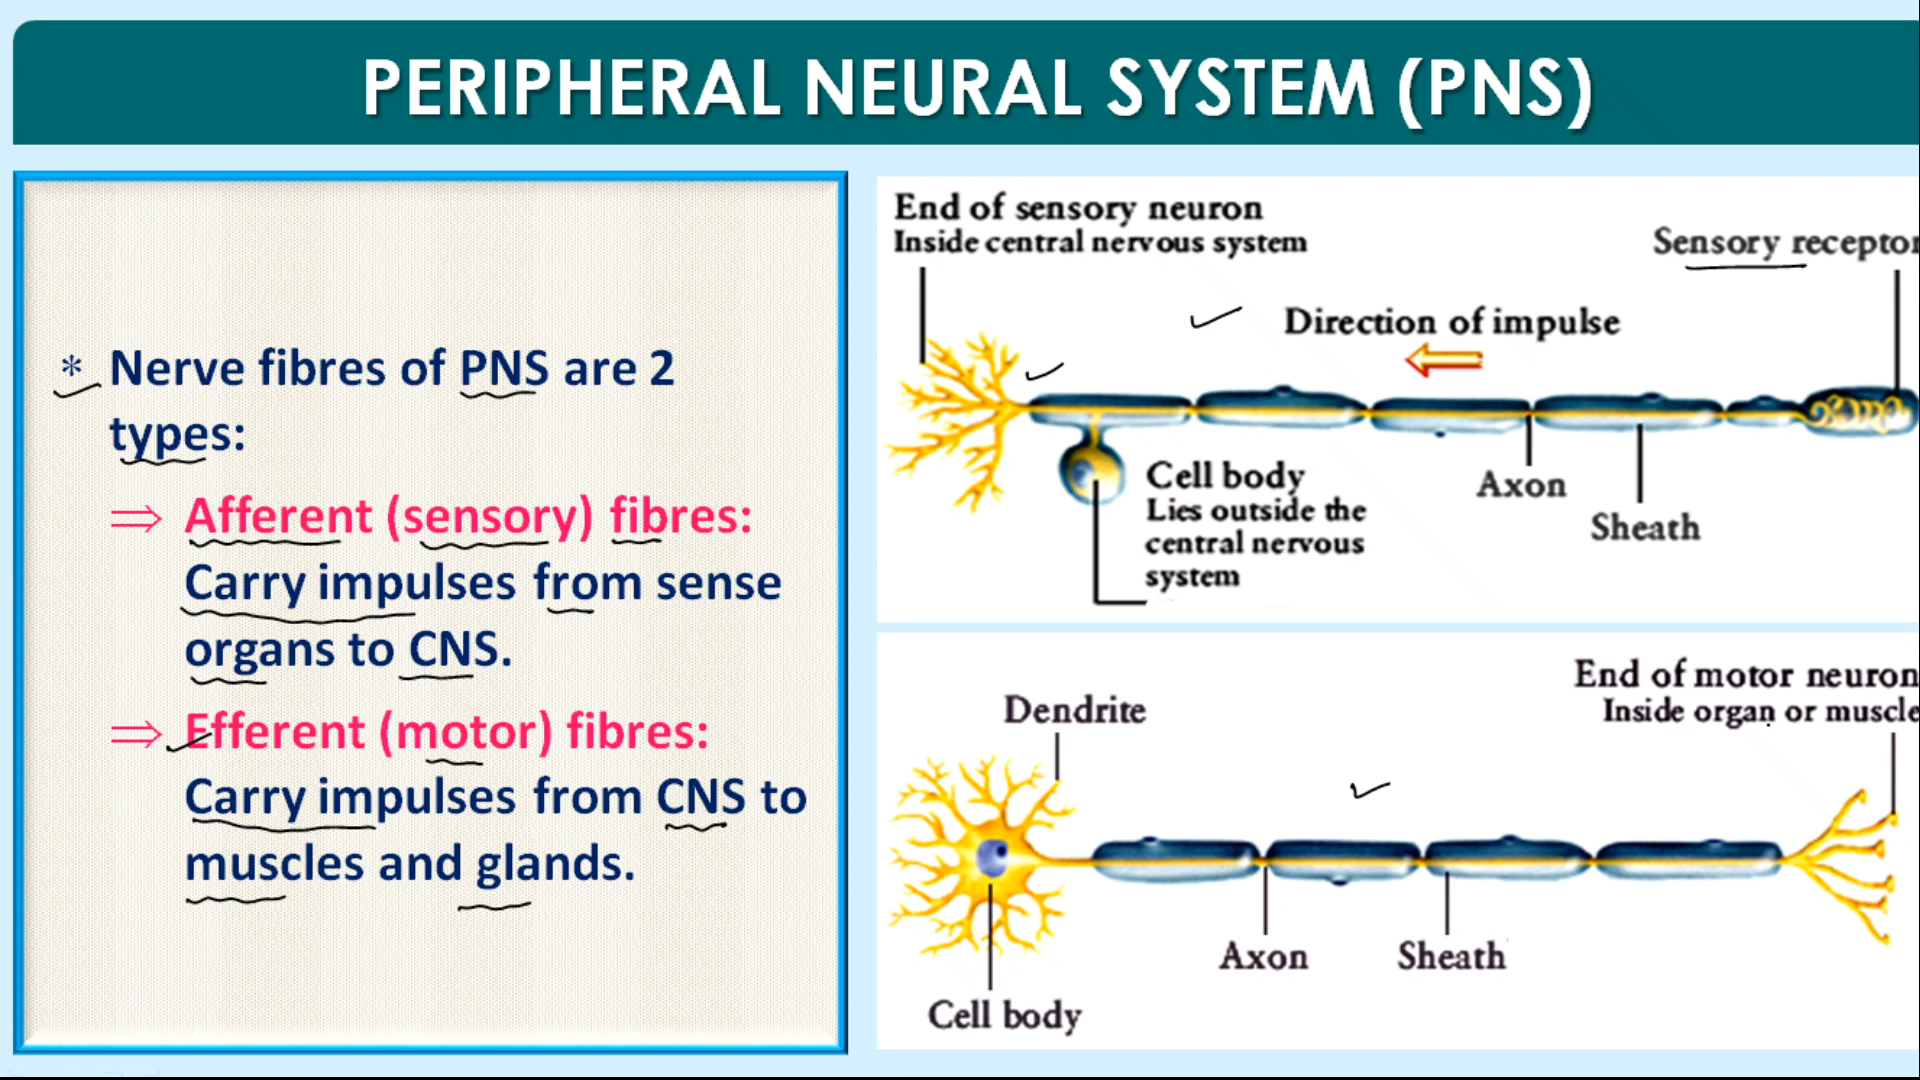 PERIPHERAL NEURAL SYSTEM (PNS)
* Nerve fibres of PNS are 2
types:
⇒ Afferent (sensory) fibres:
Carry impulses from sense
organs to CNS.
⇒ Efferent (motor) fibres:
Carry impulses from CNS to
muscles and glands.
End of sensory neuron
Inside central nervous system
Sensory receptor
Direction of impulse
Cell body
Lies outside the
central nervous
system
Axon
Sheath
End of motor neuron
Inside organ or muscle
Dendrite
Axon
Sheath
Cell body